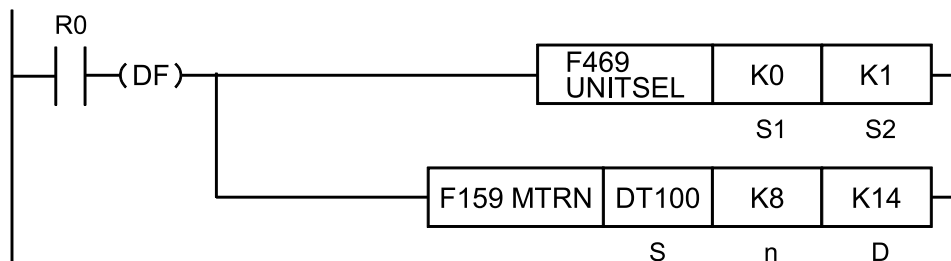 R0
(DF)
F469
UNITSEL
K0
K1
S1
S2
F159 MTRN
DT100
K8
K14
S
n
D